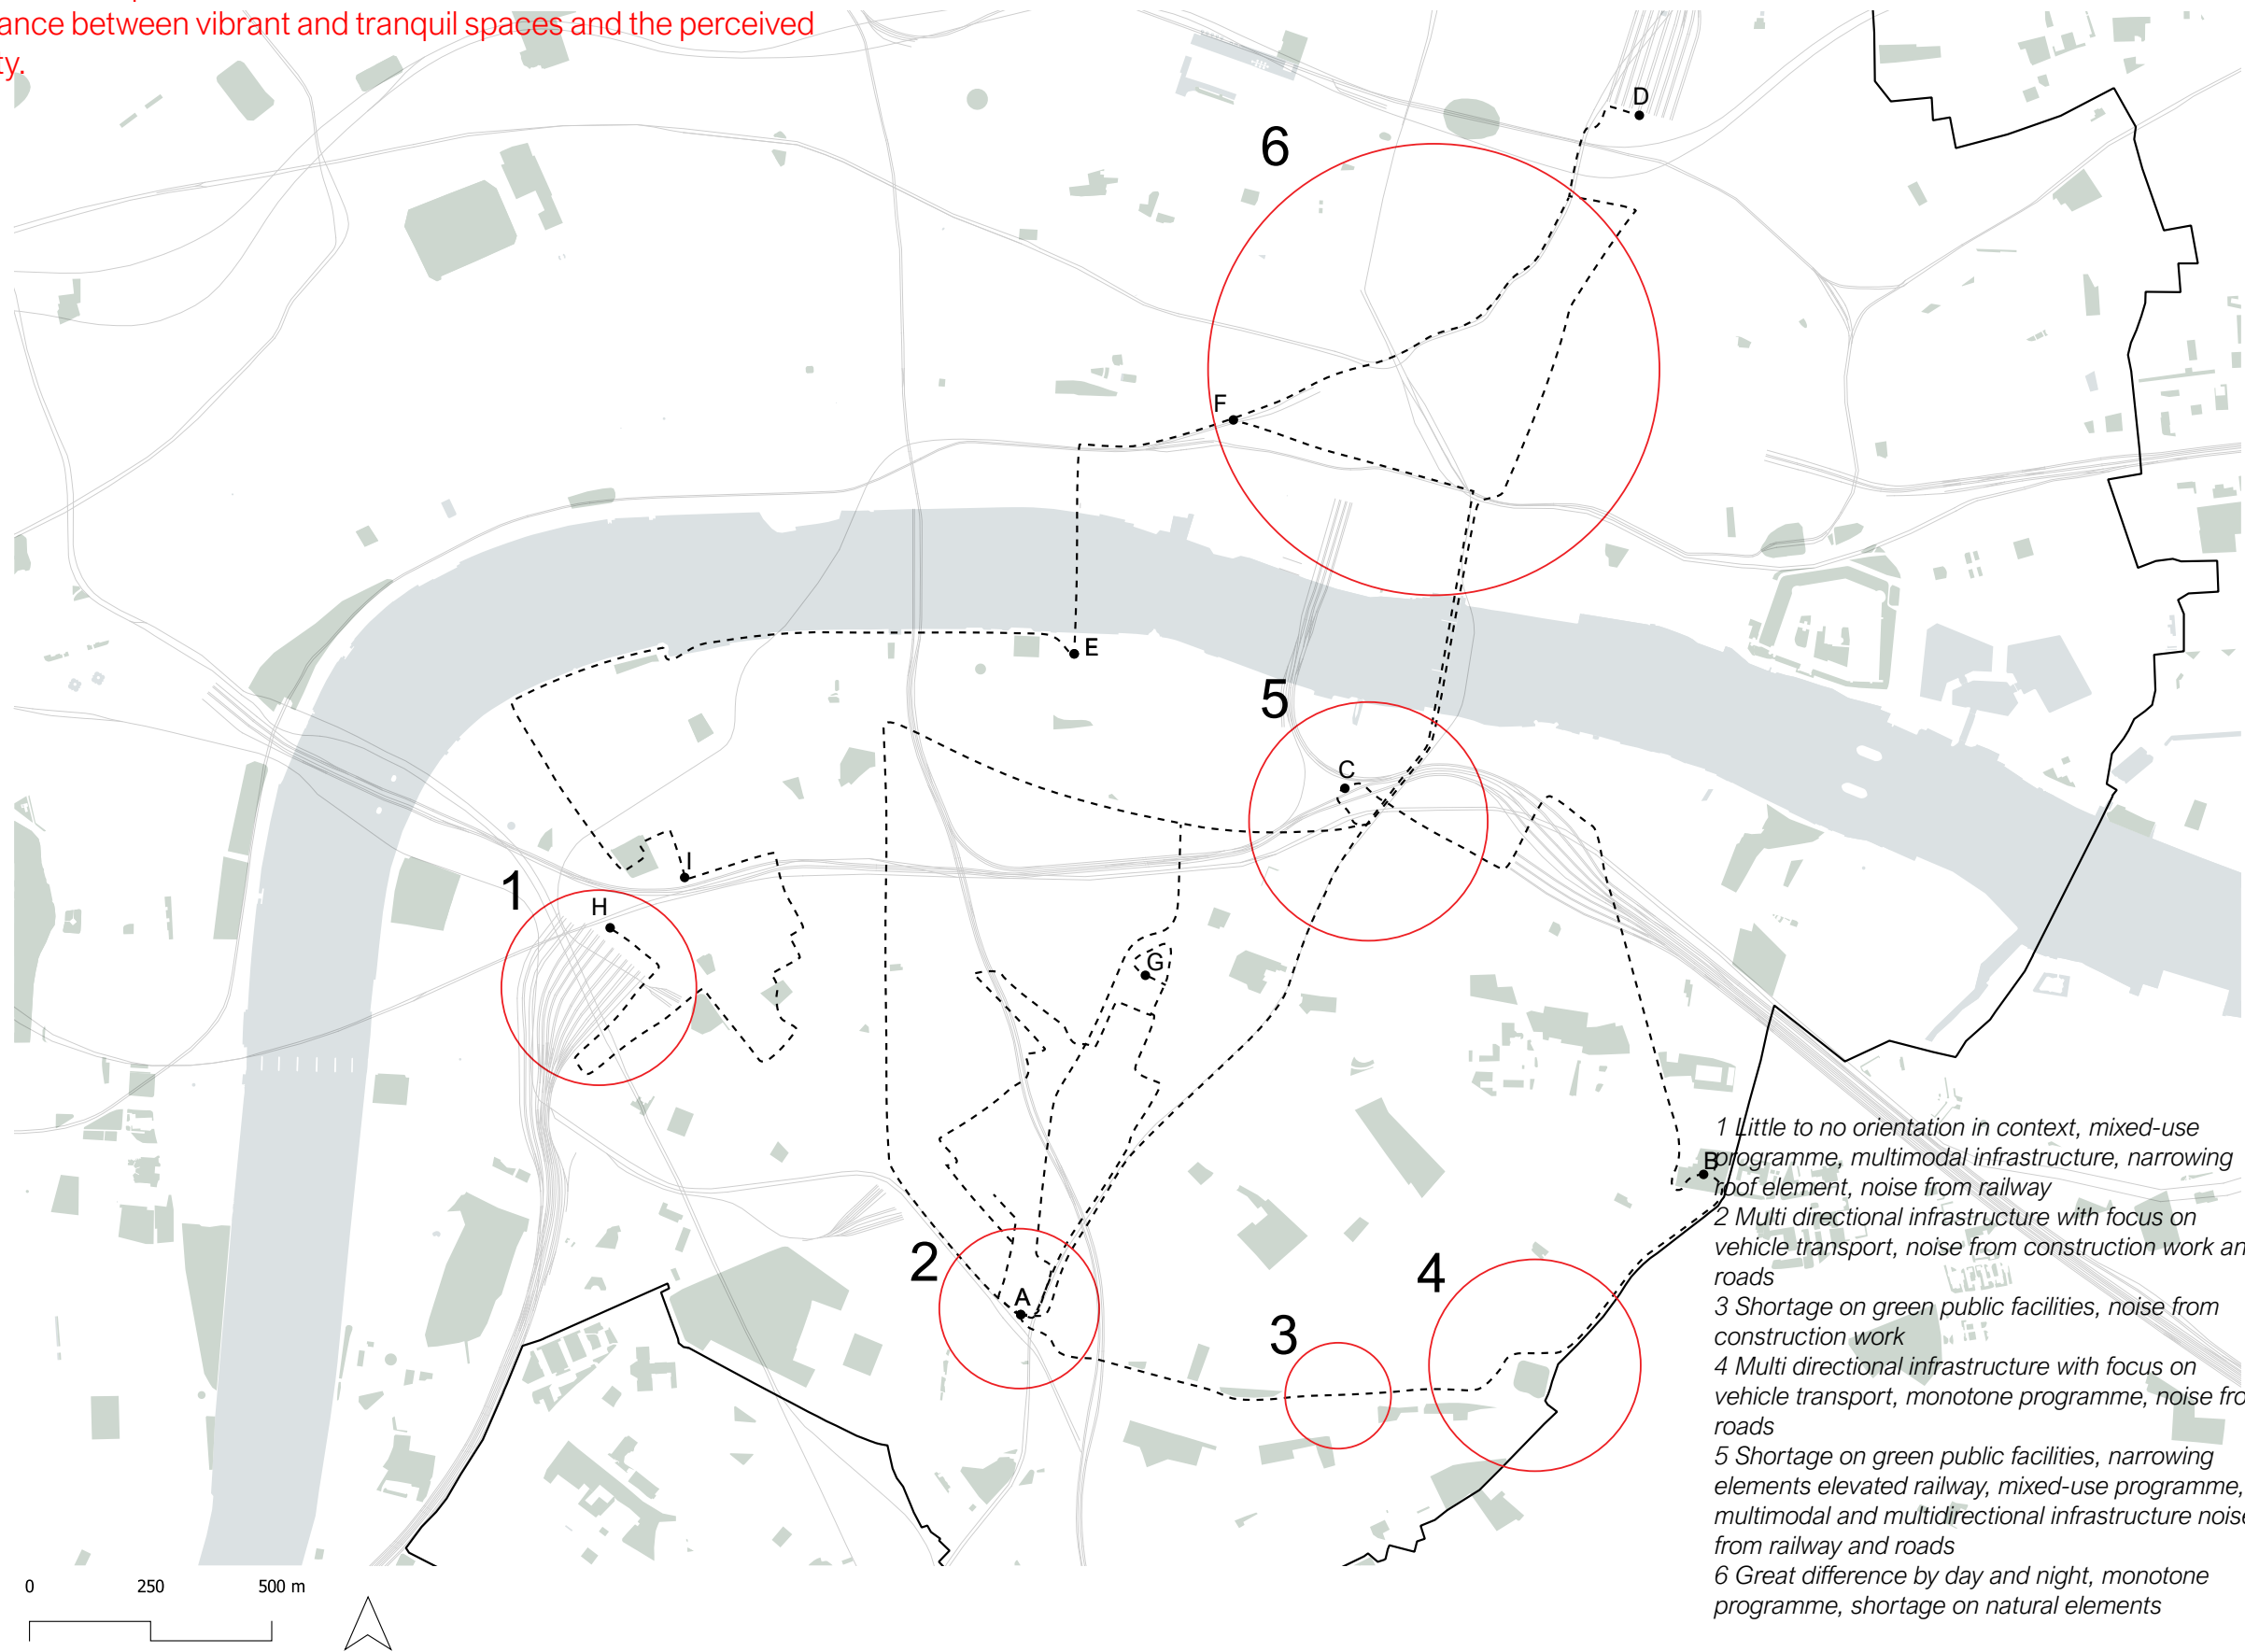 ance between vibrant and tranquil spaces and the perceived
ty.
D
6
F
E
5
C
I
1
H
G
B
2
A
4
3
1 Little to no orientation in context, mixed-use
programme, multimodal infrastructure, narrowing
roof element, noise from railway
2 Multi directional infrastructure with focus on
vehicle transport, noise from construction work an
roads
3 Shortage on green public facilities, noise from
construction work
4 Multi directional infrastructure with focus on
vehicle transport, monotone programme, noise fro
roads
5 Shortage on green public facilities, narrowing
elements elevated railway, mixed-use programme,
multimodal and multidirectional infrastructure noise
from railway and roads
6 Great difference by day and night, monotone
programme, shortage on natural elements
0 250 500 m